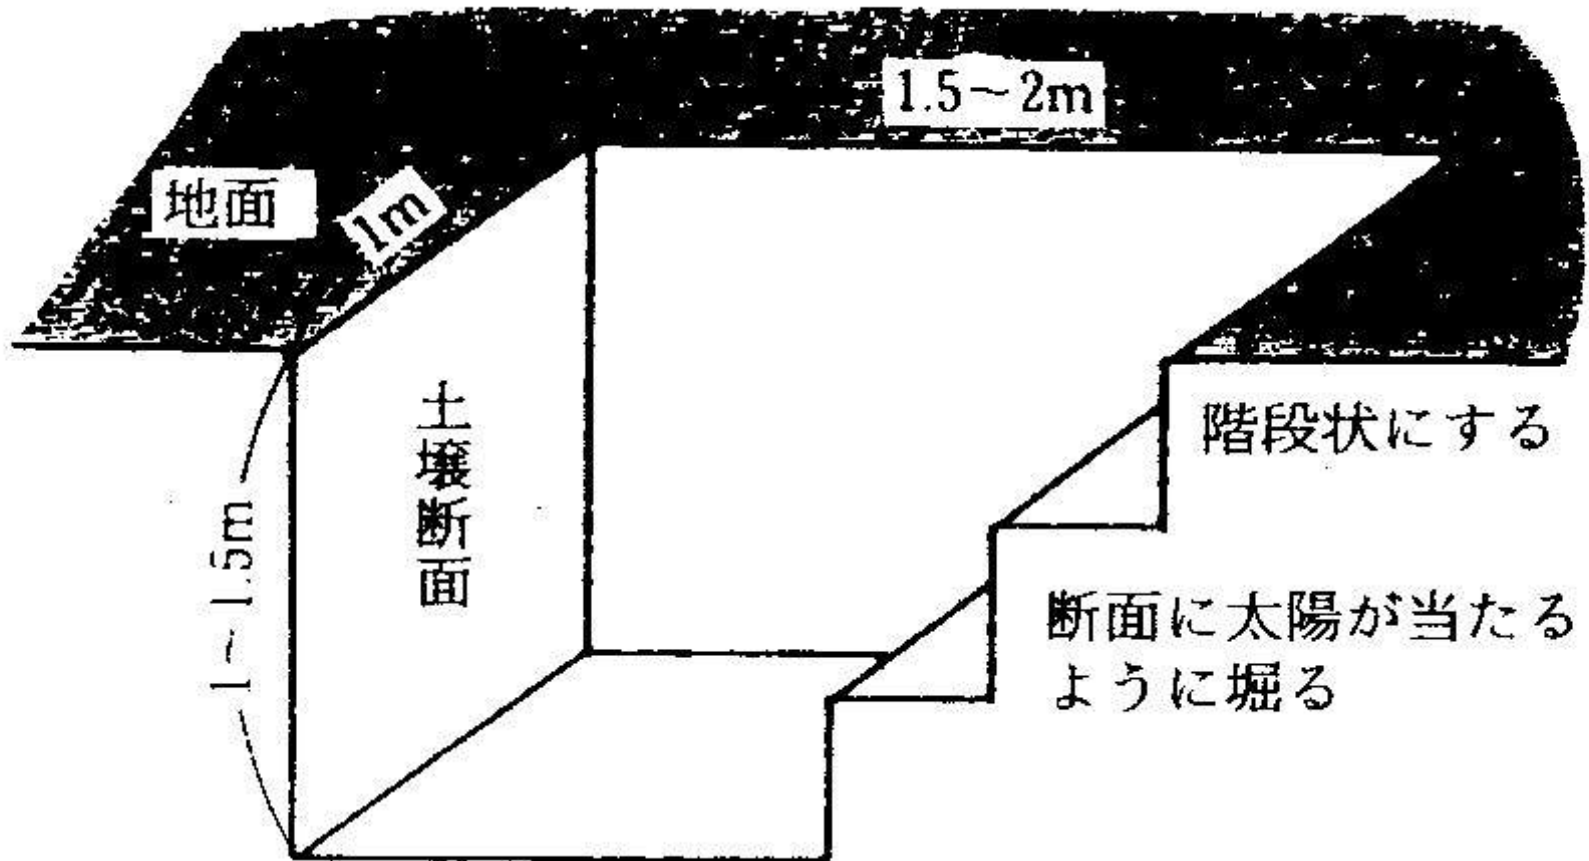 1.5~2m
地面
1m
土壌断面
1~1.5m
階段状にする
断面に太陽が当たる
ように堀る